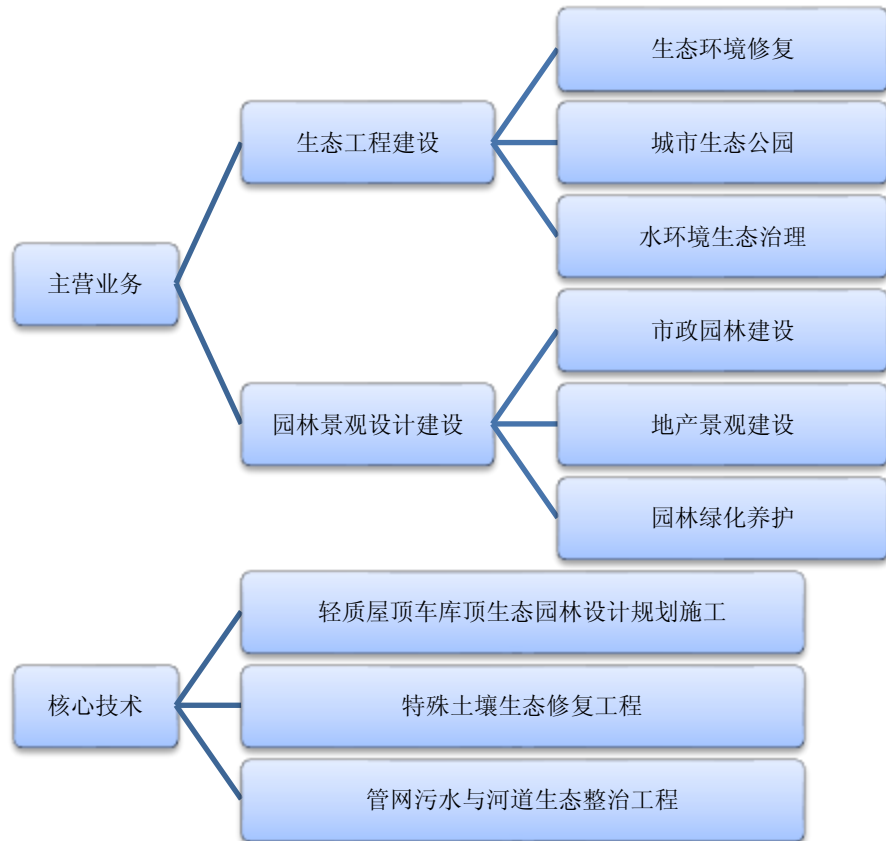 主营业务
生态工程建设
生态环境修复
城市生态公园
水环境生态治理
园林景观设计建设
市政园林建设
地产景观建设
园林绿化养护
核心技术
轻质屋顶车库顶生态园林设计规划施工
特殊土壤生态修复工程
管网污水与河道生态整治工程